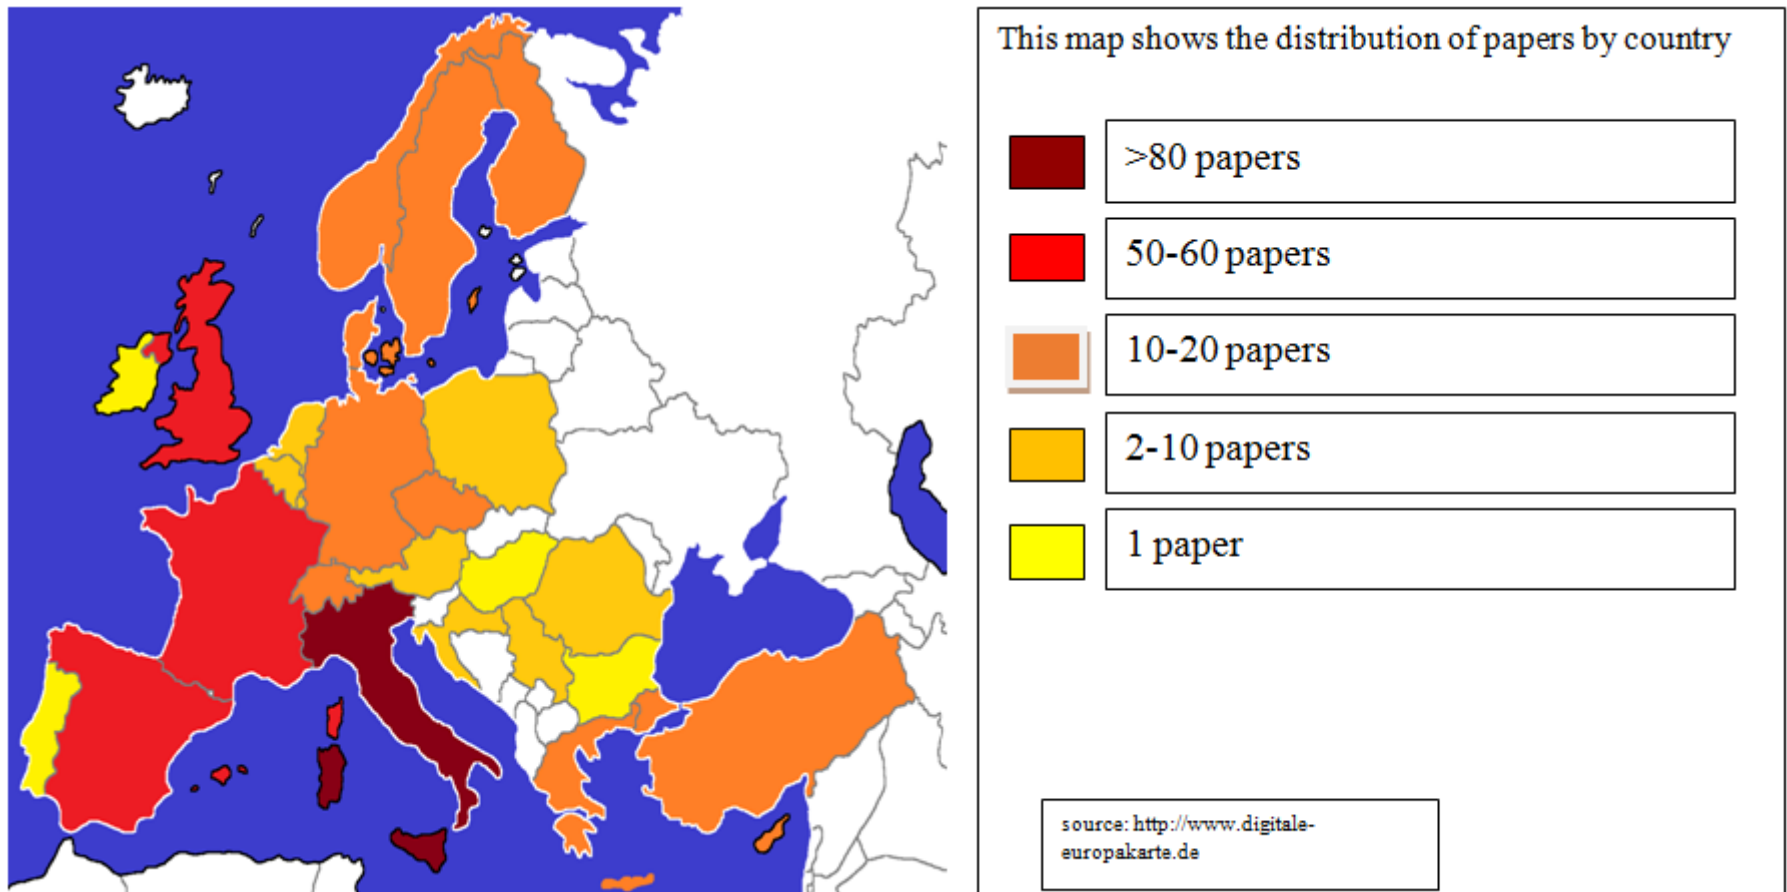 This map shows the distribution of papers by country
>80 papers
50-60 papers
10-20 papers
2-10 papers
1 paper
source: http://www.digitale-
europakarte.de